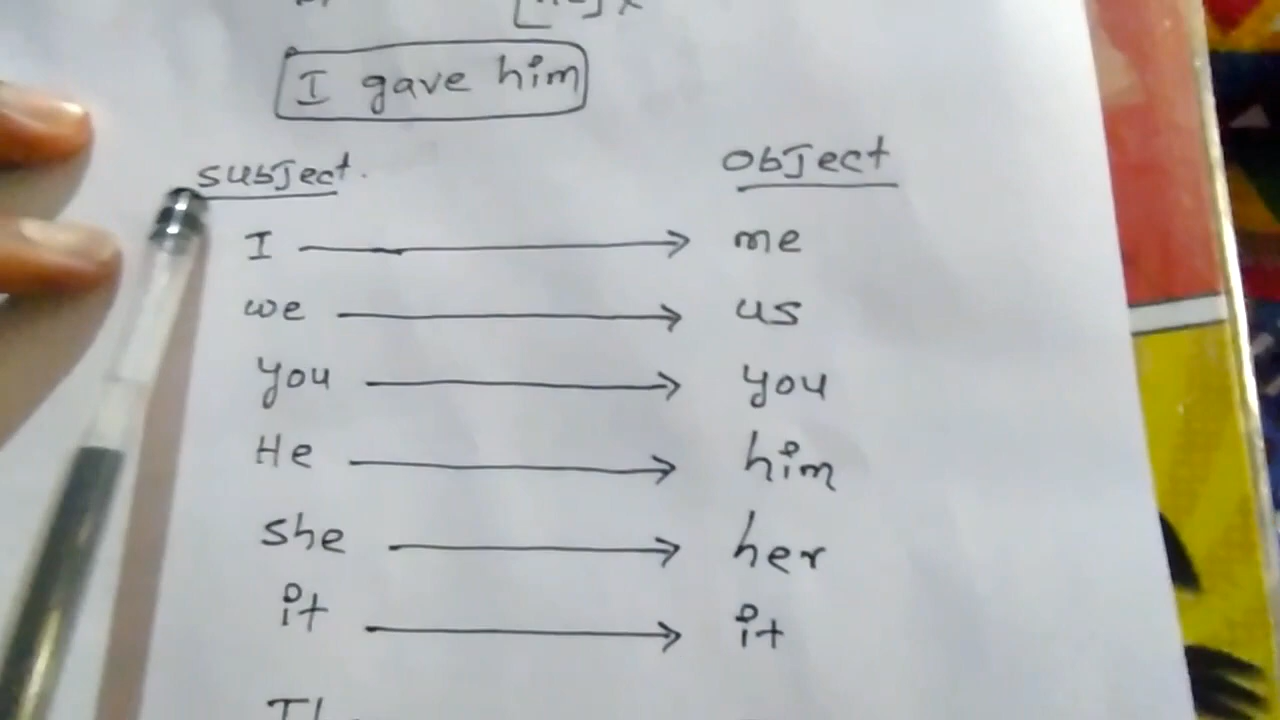 I gave him
subject. object
I → me
we → us
you → you
He → him
she → her
it → it